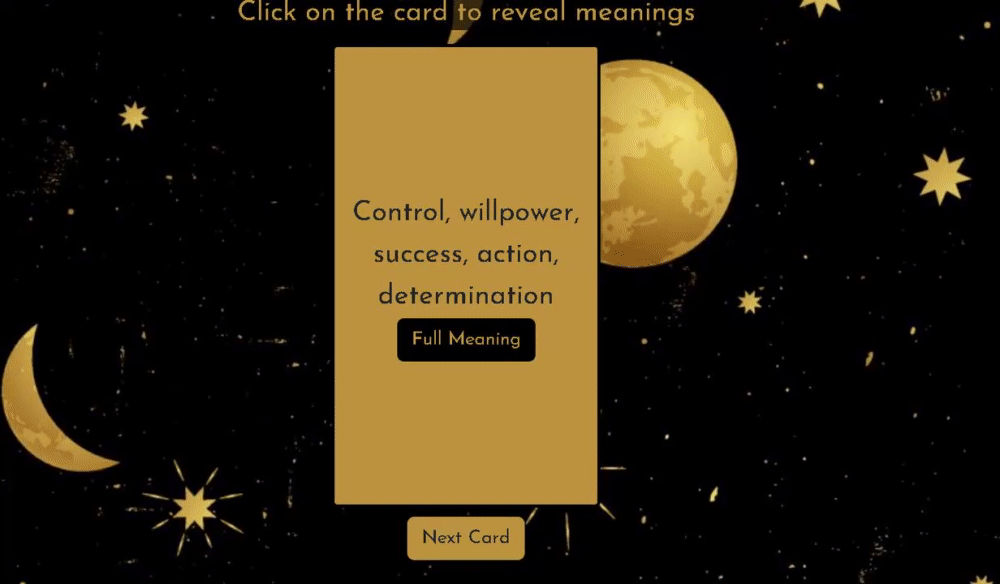 Click on the card to reveal meanings
Control, willpower,
success, action,
determination
Full Meaning
Next Card